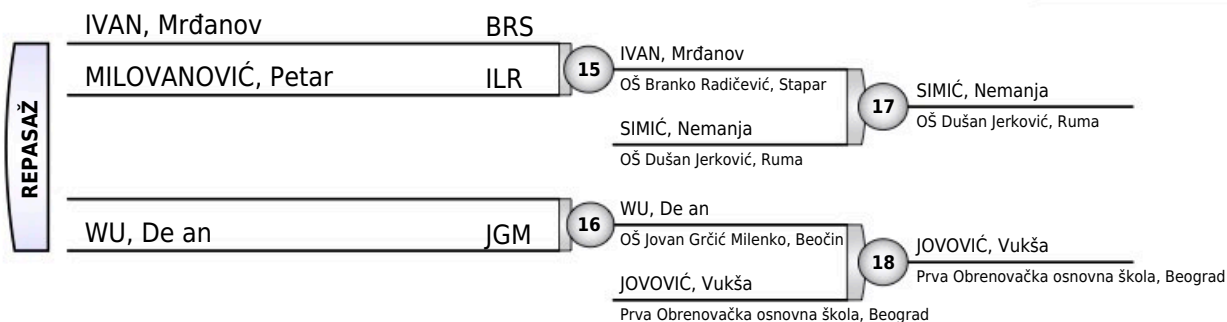 REPASAŽ
IVAN, Mrđanov BRS
MILOVANOVIĆ, Petar ILR
15
IVAN, Mrđanov
OŠ Branko Radičević, Stapar
SIMIĆ, Nemanja
OŠ Dušan Jerković, Ruma
17
SIMIĆ, Nemanja
OŠ Dušan Jerković, Ruma
WU, De an JGM
16
WU, De an
OŠ Jovan Grčić Milenko, Beočin
JOVOVIĆ, Vukša
Prva Obrenovačka osnovna škola, Beograd
18
JOVOVIĆ, Vukša
Prva Obrenovačka osnovna škola, Beograd